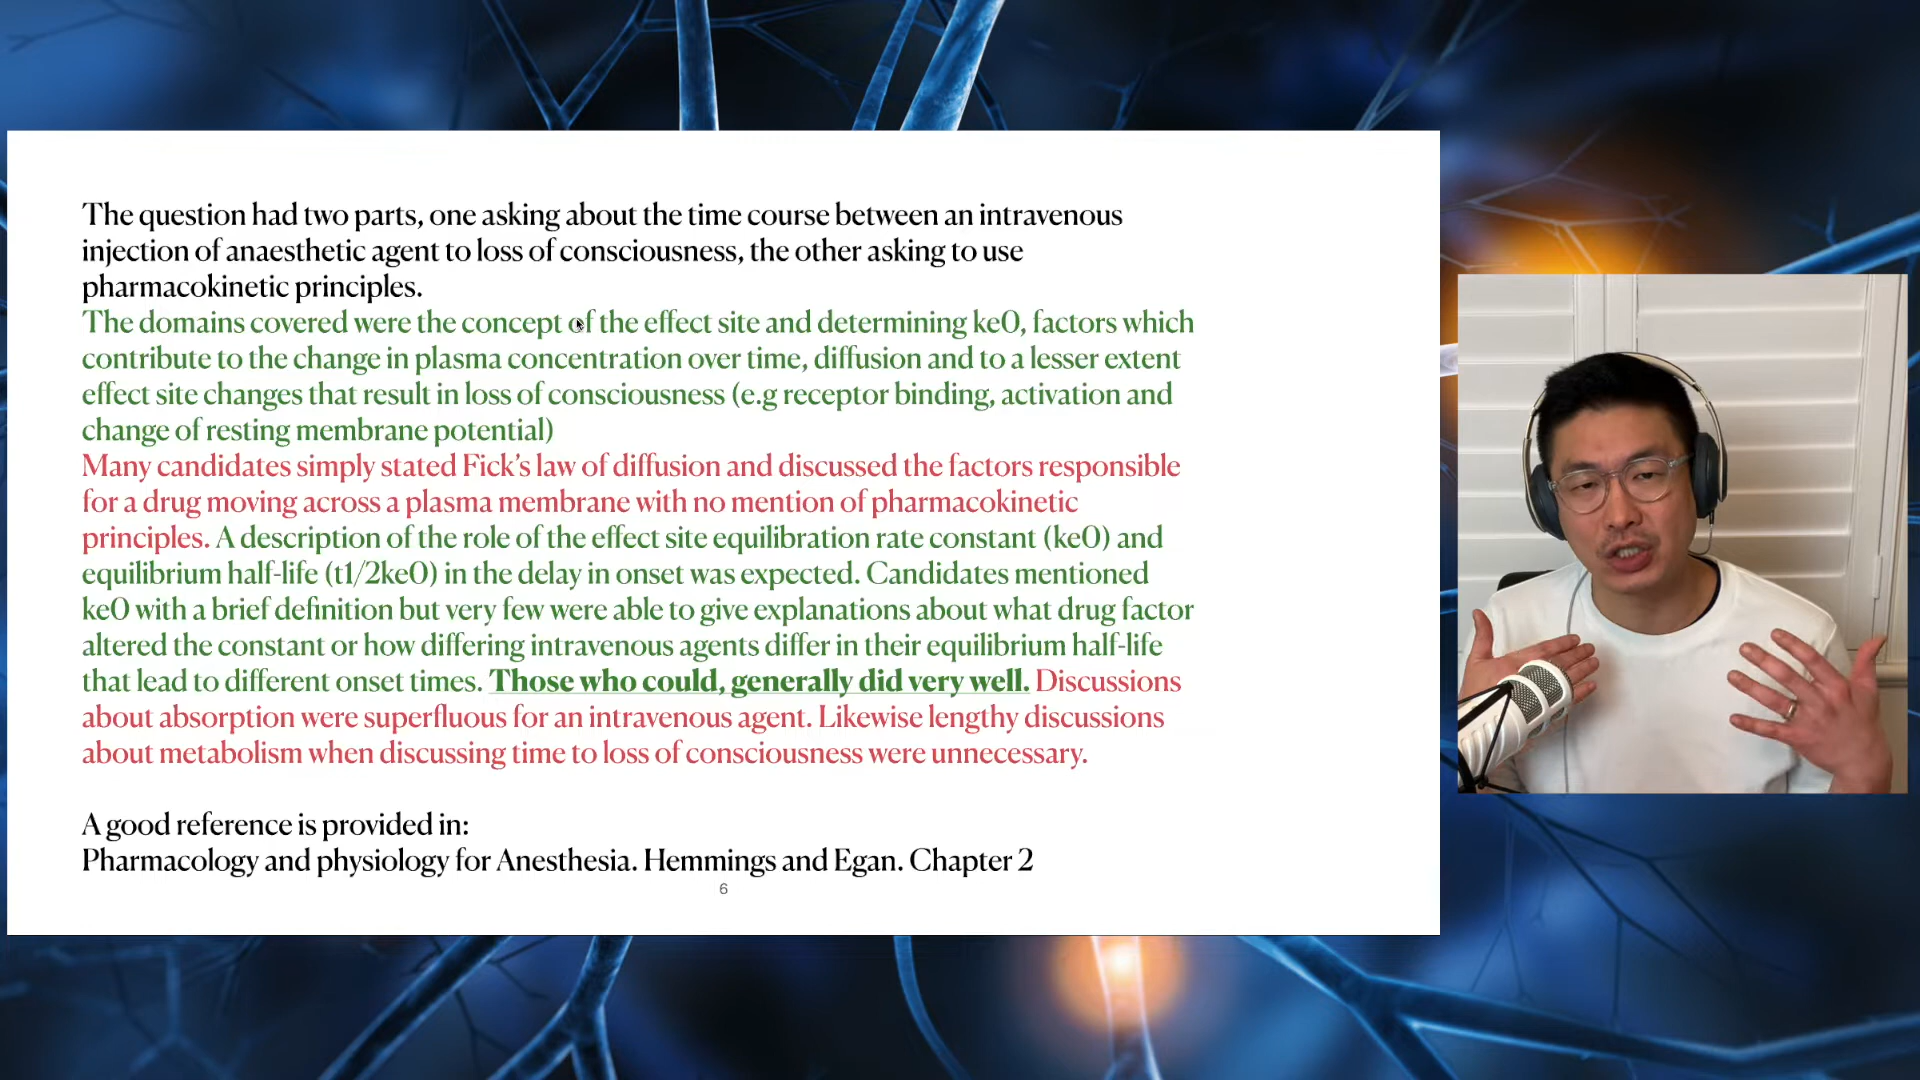 The question had two parts, one asking about the time course between an intravenous
injection of anaesthetic agent to loss of consciousness, the other asking to use
pharmacokinetic principles.
The domains covered were the concept of the effect site and determining ke0, factors which
contribute to the change in plasma concentration over time, diffusion and to a lesser extent
effect site changes that result in loss of consciousness (e.g receptor binding, activation and
change of resting membrane potential)
Many candidates simply stated Fick’s law of diffusion and discussed the factors responsible
for a drug moving across a plasma membrane with no mention of pharmacokinetic
principles. A description of the role of the effect site equilibration rate constant (ke0) and
equilibrium half-life (t1/2ke0) in the delay in onset was expected. Candidates mentioned
ke0 with a brief definition but very few were able to give explanations about what drug factor
altered the constant or how differing intravenous agents differ in their equilibrium half-life
that lead to different onset times. Those who could, generally did very well. Discussions
about absorption were superfluous for an intravenous agent. Likewise lengthy discussions
about metabolism when discussing time to loss of consciousness were unnecessary.
A good reference is provided in:
Pharmacology and physiology for Anesthesia. Hemmings and Egan. Chapter 2
6